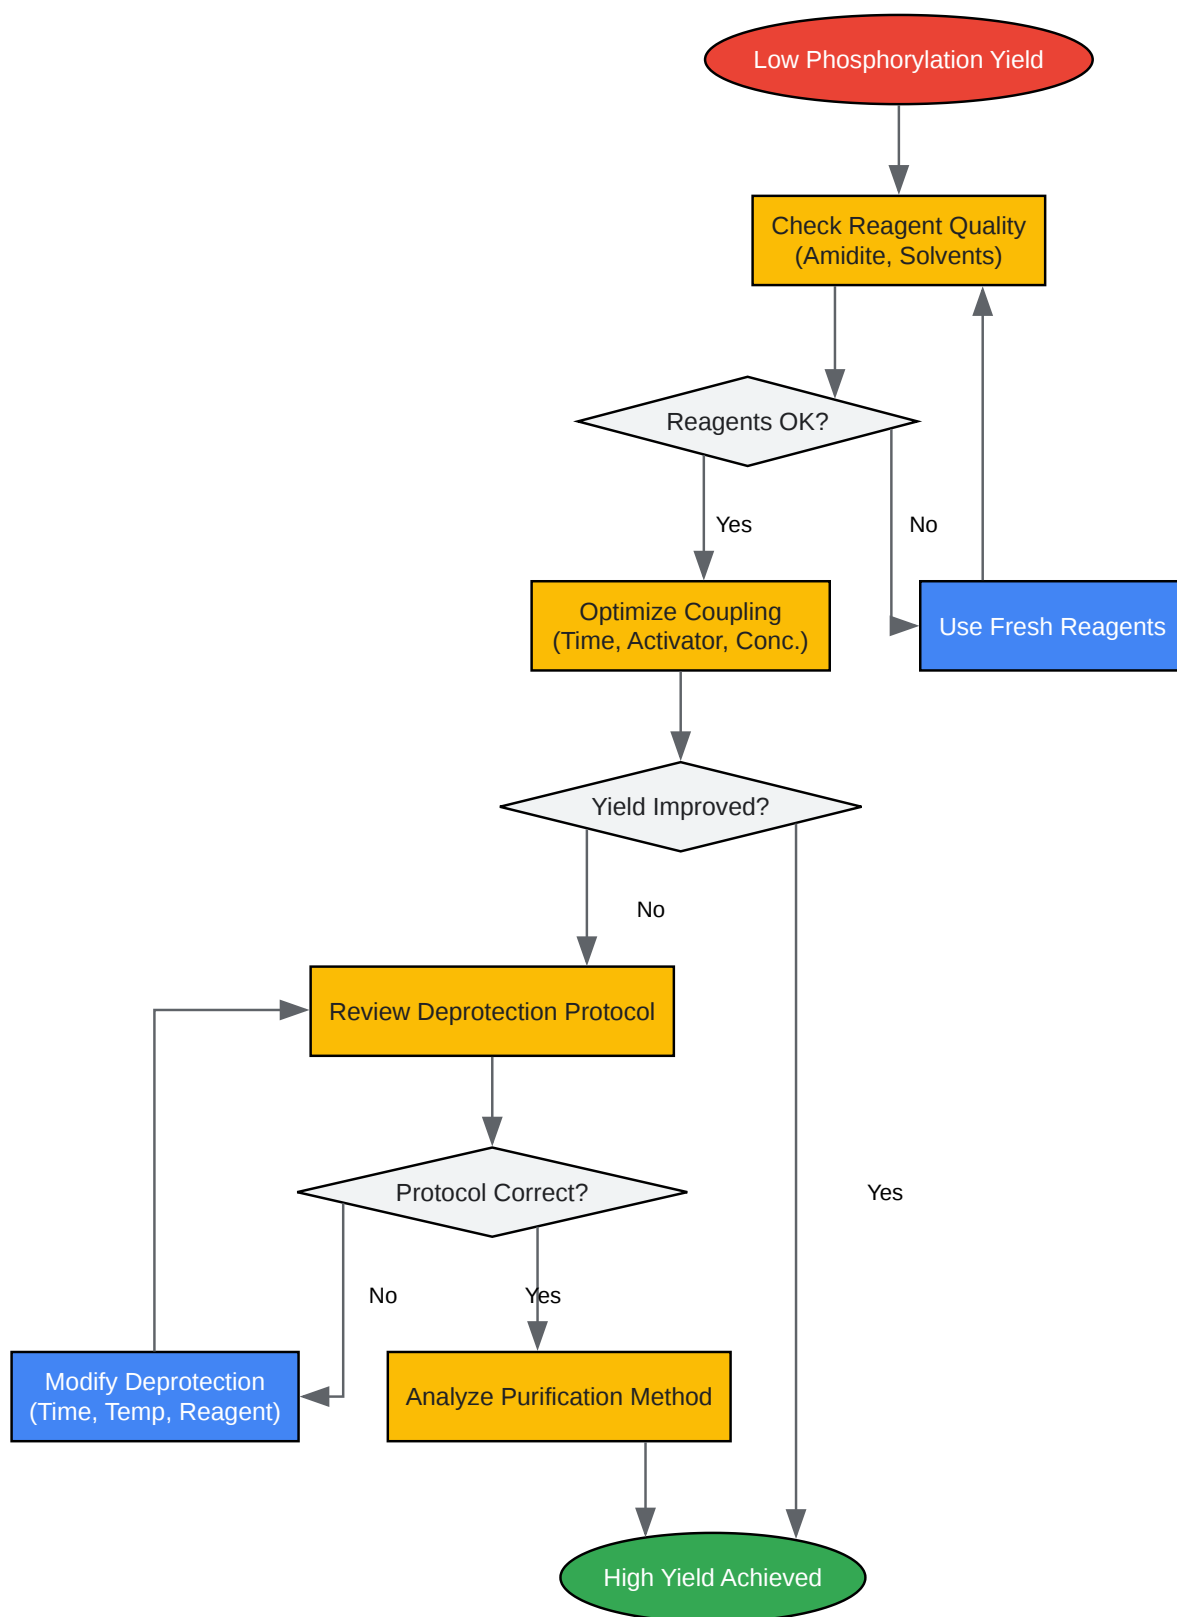 Low Phosphorylation Yield
Check Reagent Quality
(Amidite, Solvents)
Reagents OK?
Yes
No
Optimize Coupling
(Time, Activator, Conc.)
Use Fresh Reagents
Yield Improved?
No
Review Deprotection Protocol
Protocol Correct?
Yes
No
Yes
Modify Deprotection
(Time, Temp, Reagent)
Analyze Purification Method
High Yield Achieved